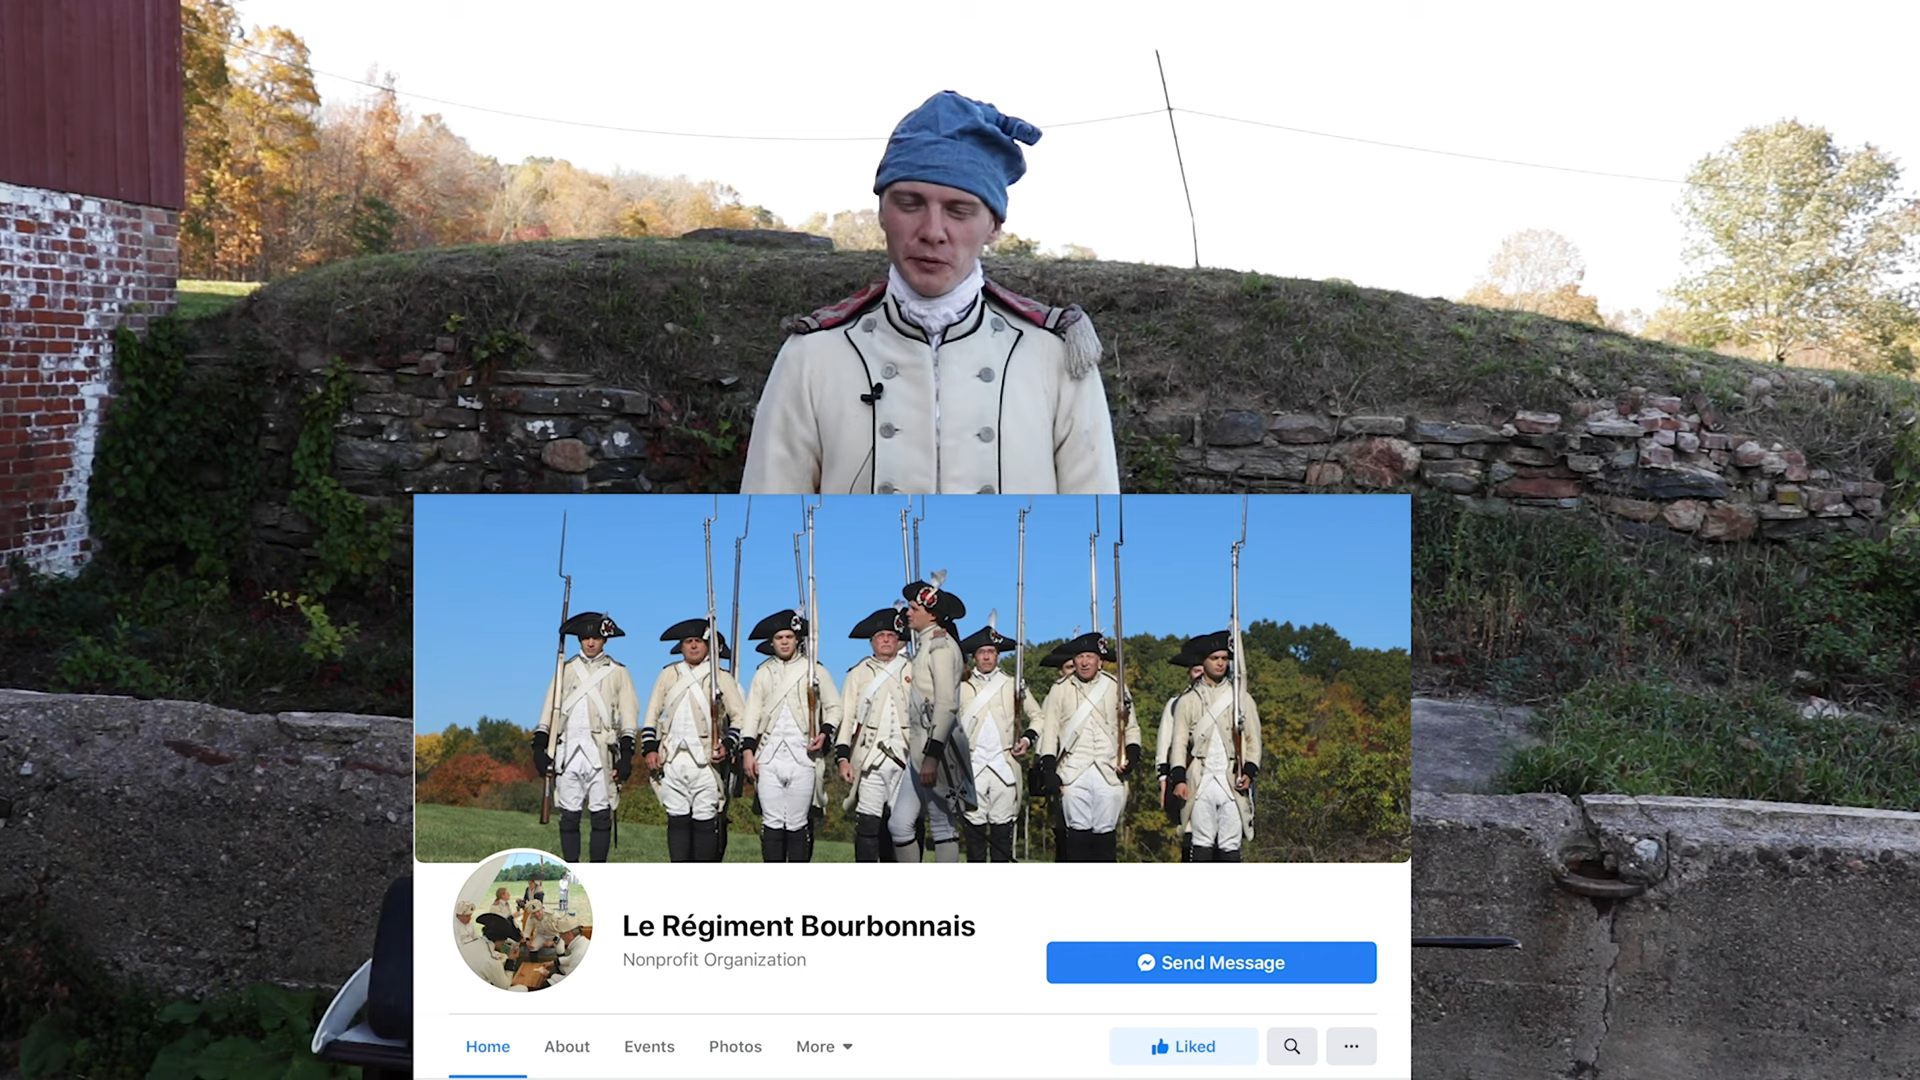 Le Régiment Bourbonnais
Nonprofit Organization
Send Message
Home About Events Photos More
Liked